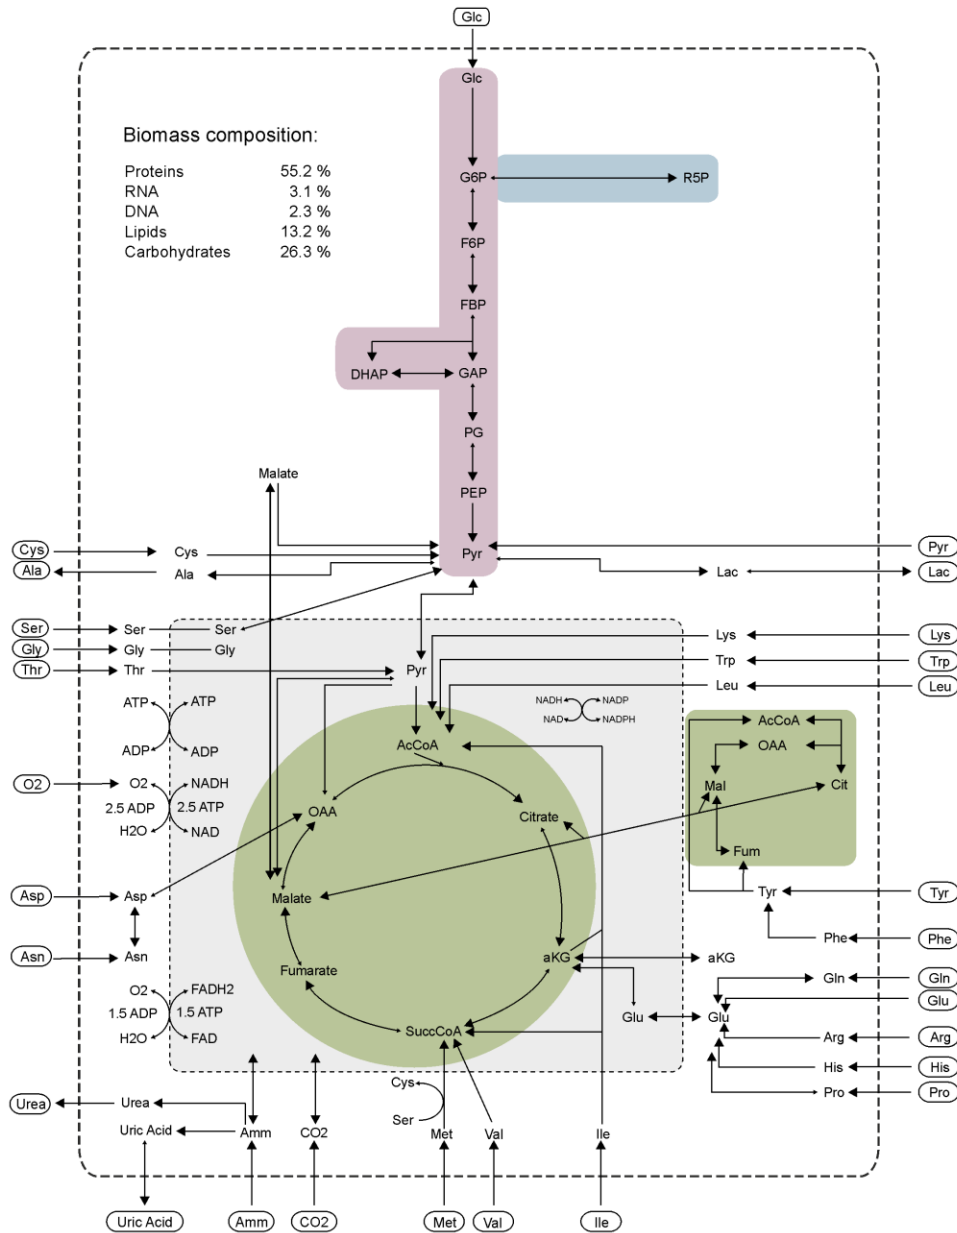 Glc
Glc
Biomass composition:
Proteins 55.2 %
RNA 3.1 %
DNA 2.3 %
Lipids 13.2 %
Carbohydrates 26.3 %
G6P R5P
F6P
FBP
DHAP GAP
PG
Malate
PEP
Cys Cys Pyr Pyr
Ala Ala Lac Lac
Ser Ser Ser Lys Lys
Gly Gly Gly Trp Trp
Thr Thr Pyr Leu Leu
ATP ATP NADH NADP
NAD NADPH
ADP ADP AcCoA AcCoA
OAA
O2 O2 NADH Mal Cit
2.5 ADP 2.5 ATP OAA Citrate
H2O NAD Fum
Asp Asp Malate Tyr Tyr
Phe Phe
Asn Asn Fumarate aKG aKG
Gln Gln
O2 FADH2 Glu
1.5 ADP 1.5 ATP Glu Glu
H2O FAD SuccCoA Arg Arg
His His
Cys Pro Pro
Urea Urea Ser
Uric Acid Amm CO2 Met Val Ile
Uric Acid Amm CO2 Met Val Ile